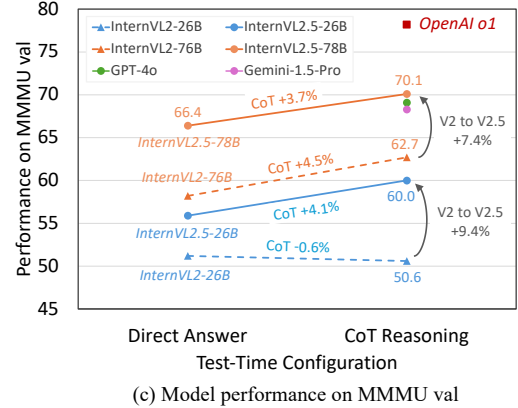 80
75
70
65
60
55
50
45
Performance on MMMU val
InternVL2-26B
InternVL2.5-26B
InternVL2-76B
InternVL2.5-78B
GPT-4o
Gemini-1.5-Pro
OpenAI o1
66.4
CoT +3.7%
70.1
InternVL2.5-78B
V2 to V2.5
+7.4%
62.7
InternVL2-76B
CoT +4.5%
CoT +4.1%
60.0
InternVL2.5-26B
V2 to V2.5
+9.4%
CoT -0.6%
InternVL2-26B
50.6
Direct Answer
CoT Reasoning
Test-Time Configuration
(c) Model performance on MMMU val